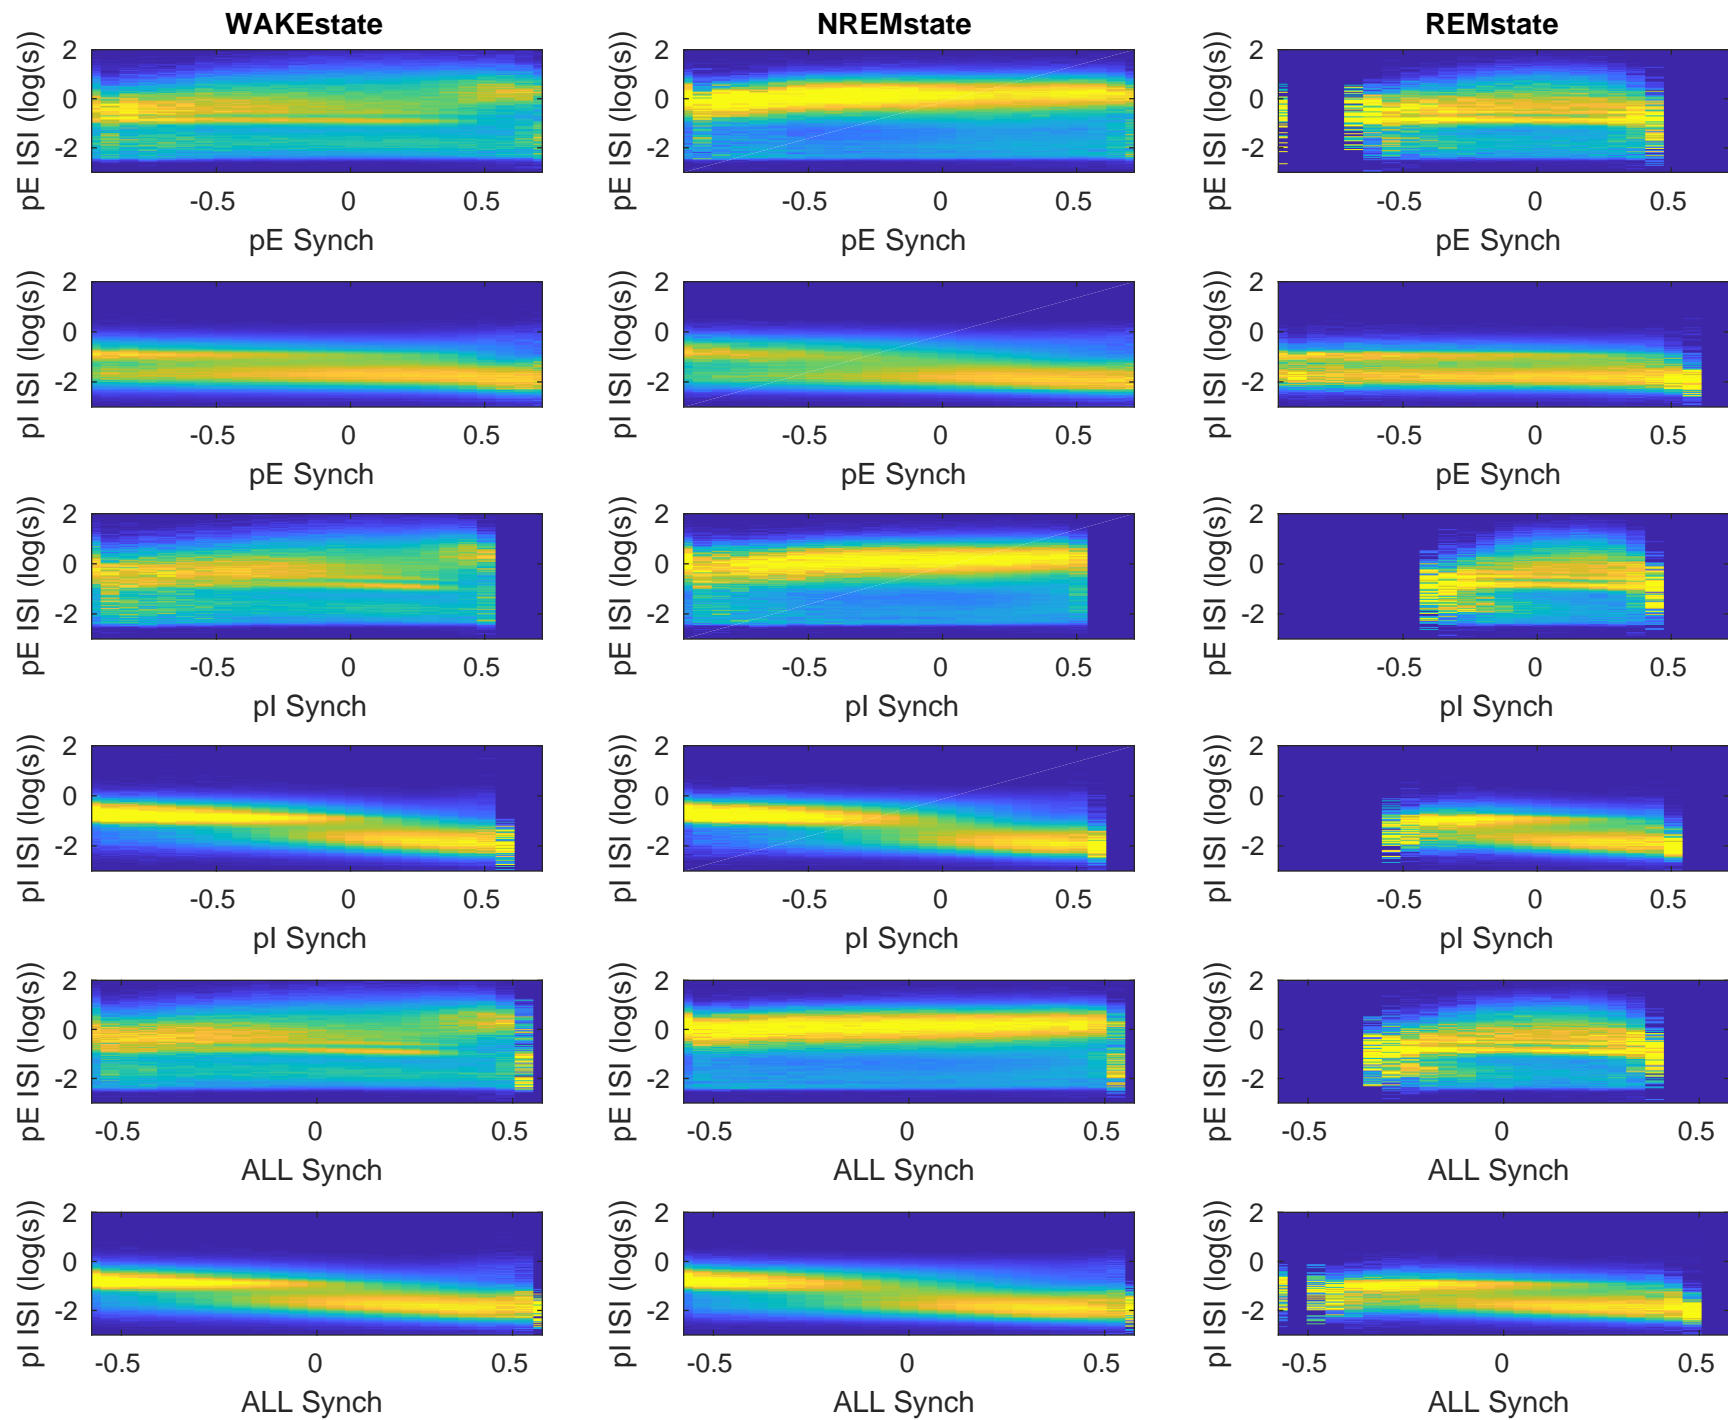 WAKEstate NREMstate REMstate
pE ISI (log(s)) 2 0 -2 pE ISI (log(s)) 2 0 -2 pE ISI (log(s)) 2 0 -2
-0.5 0 0.5 -0.5 0 0.5 -0.5 0 0.5
pE Synch pE Synch pE Synch
pI ISI (log(s)) 2 0 -2 pI ISI (log(s)) 2 0 -2 pI ISI (log(s)) 2 0 -2
-0.5 0 0.5 -0.5 0 0.5 -0.5 0 0.5
pE Synch pE Synch pE Synch
pE ISI (log(s)) 2 0 -2 pE ISI (log(s)) 2 0 -2 pE ISI (log(s)) 2 0 -2
-0.5 0 0.5 -0.5 0 0.5 -0.5 0 0.5
pI Synch pI Synch pI Synch
pI ISI (log(s)) 2 0 -2 pI ISI (log(s)) 2 0 -2 pI ISI (log(s)) 2 0 -2
-0.5 0 0.5 -0.5 0 0.5 -0.5 0 0.5
pI Synch pI Synch pI Synch
pE ISI (log(s)) 2 0 -2 pE ISI (log(s)) 2 0 -2 pE ISI (log(s)) 2 0 -2
-0.5 0 0.5 -0.5 0 0.5 -0.5 0 0.5
ALL Synch ALL Synch ALL Synch
pI ISI (log(s)) 2 0 -2 pI ISI (log(s)) 2 0 -2 pI ISI (log(s)) 2 0 -2
-0.5 0 0.5 -0.5 0 0.5 -0.5 0 0.5
ALL Synch ALL Synch ALL Synch